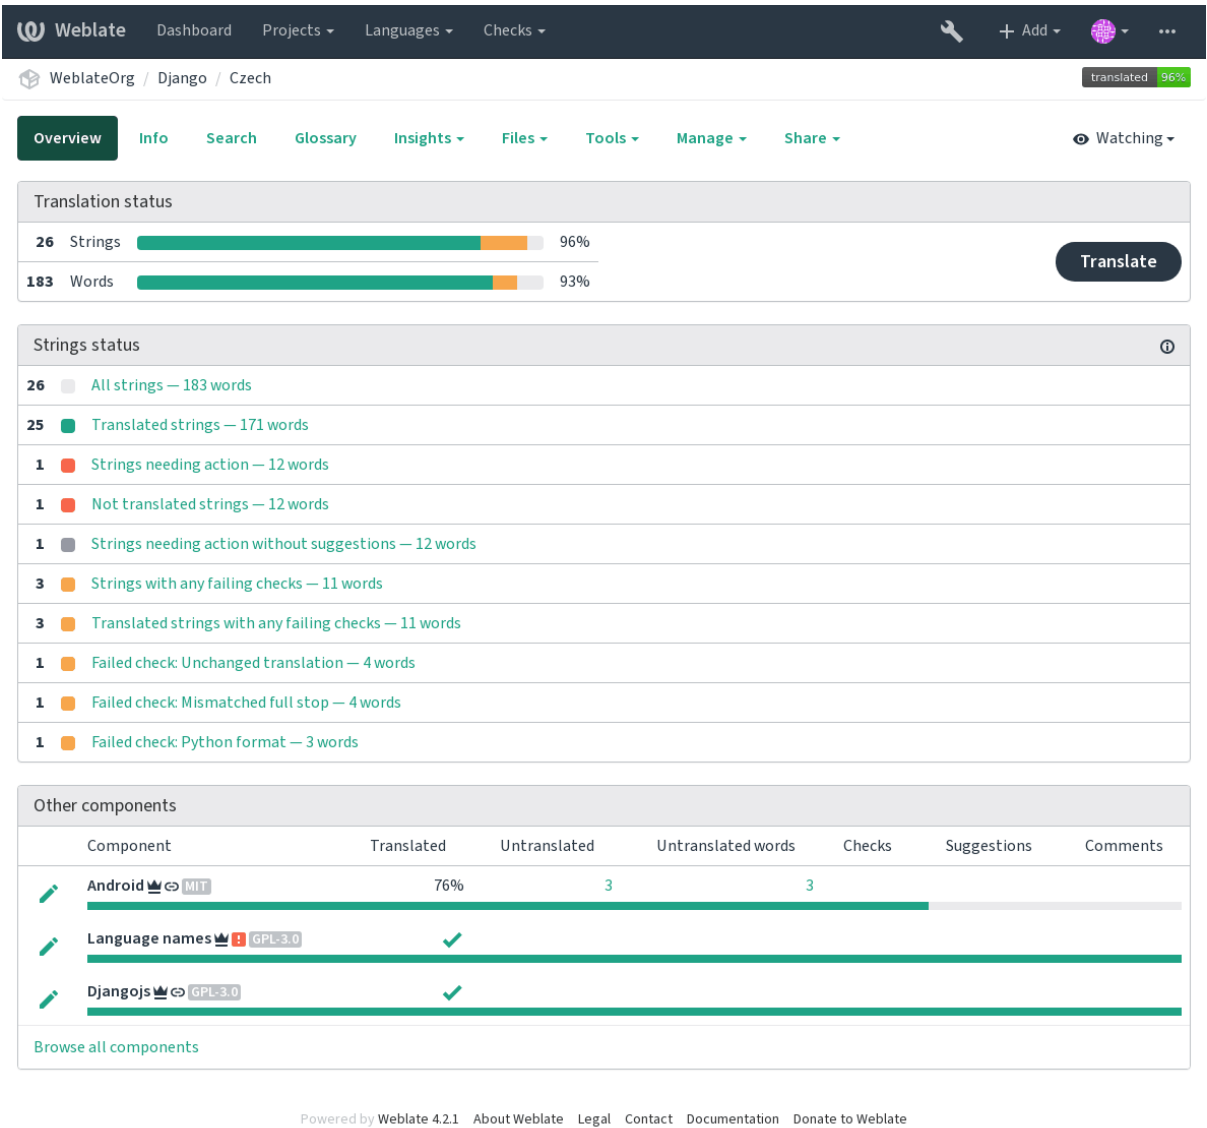 Weblate Dashboard Projects Languages Checks Add
WeblateOrg / Django / Czech translated 96%
Overview Info Search Glossary Insights Files Tools Manage Share Watching
Translation status
26 Strings 96%
Translate
183 Words 93%
Strings status
26 All strings — 183 words
25 Translated strings — 171 words
1 Strings needing action — 12 words
1 Not translated strings — 12 words
1 Strings needing action without suggestions — 12 words
3 Strings with any failing checks — 11 words
3 Translated strings with any failing checks — 11 words
1 Failed check: Unchanged translation — 4 words
1 Failed check: Mismatched full stop — 4 words
1 Failed check: Python format — 3 words
Other components
Component Translated Untranslated Untranslated words Checks Suggestions Comments
Android MIT 76% 3 3
Language names GPL-3.0
Djangojs GPL-3.0
Browse all components
Powered by Weblate 4.2.1 About Weblate Legal Contact Documentation Donate to Weblate